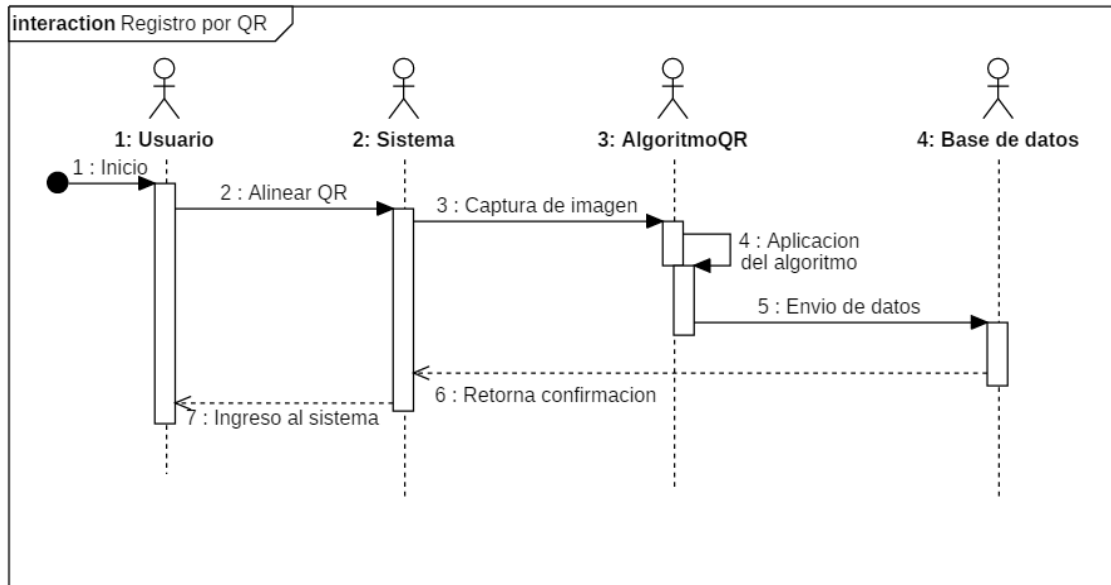 interaction Registro por QR
1: Usuario
2: Sistema
3: AlgoritmoQR
4: Base de datos
1 : Inicio
2 : Alinear QR
3 : Captura de imagen
4 : Aplicacion
del algoritmo
5 : Envio de datos
6 : Retorna confirmacion
7 : Ingreso al sistema